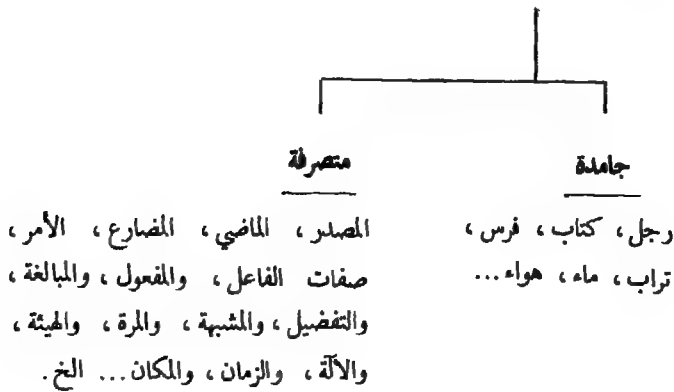 جامدة
رجل، كتاب، فرس،
تراب، ماء، هواء...
متصرفة
المصدر، الماضي، المضارع، الأمر،
صفات الفاعل، والمفعول، والمبالغة،
والتفضيل، والمشبهة، والمرة، والهيئة،
والآلة، والزمان، والمكان... الخ.